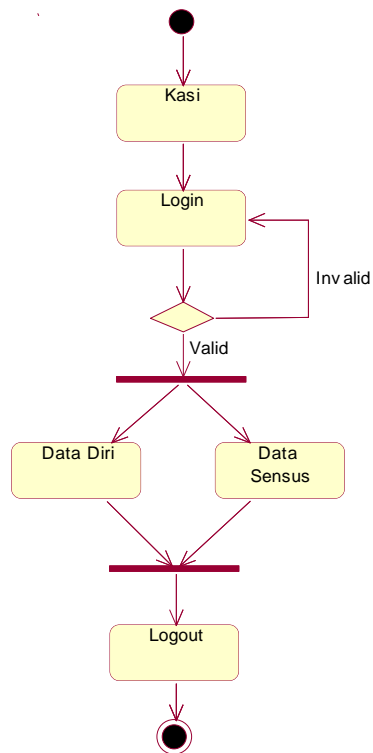 Kasi
Login
Invalid
Valid
Data Diri
Data
Sensus
Logout